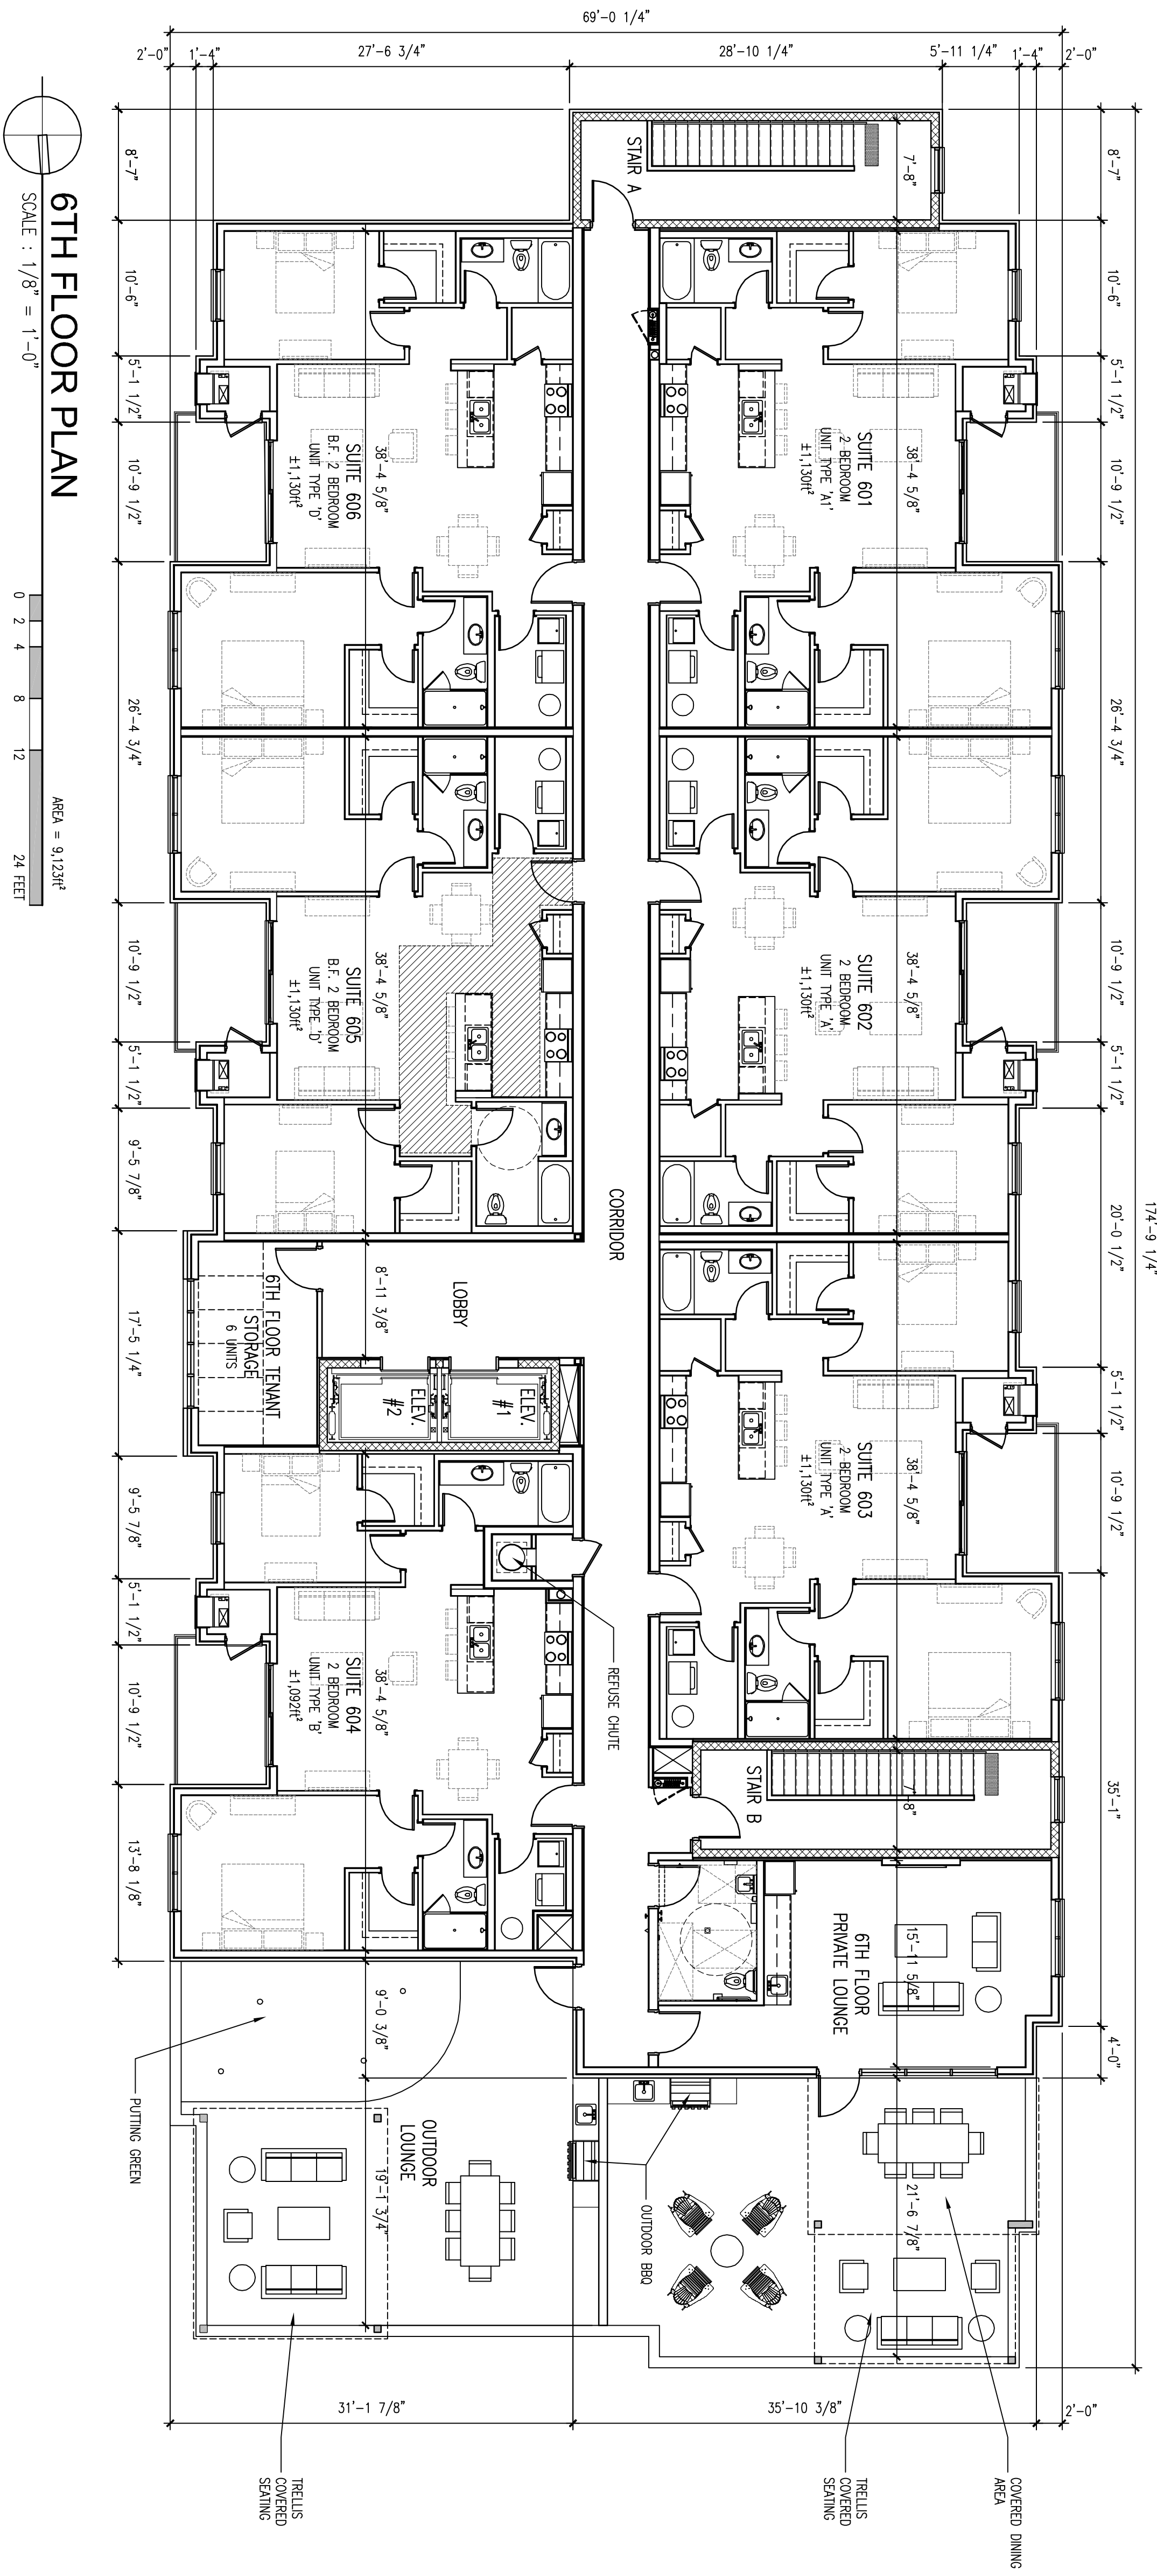 174'-9 1/4"
8'-7"
10'-6"
5'-1 1/2"
10'-9 1/2"
26'-4 3/4"
10'-9 1/2"
5'-1 1/2"
20'-0 1/2"
5'-1 1/2"
10'-9 1/2"
35'-1"
4'-0"
69'-0 1/4"
2'-0"
1'-4"
5'-11 1/4"
28'-10 1/4"
27'-6 3/4"
1'-4"
2'-0"
STAIR A
7'-8"
38'-4 5/8"
SUITE 601
2 BEDROOM
UNIT TYPE 'A1'
±1,130ft²
38'-4 5/8"
SUITE 602
2 BEDROOM
UNIT TYPE 'A'
±1,130ft²
38'-4 5/8"
SUITE 603
2 BEDROOM
UNIT TYPE 'A'
±1,130ft²
7'-8"
STAIR B
15'-11 5/8"
6TH FLOOR
PRIVATE LOUNGE
21'-6 7/8"
COVERED DINING
AREA
TRELLIS
COVERED
SEATING
2'-0"
35'-10 3/8"
31'-1 7/8"
CORRIDOR
REFUSE CHUTE
OUTDOOR BBQ
38'-4 5/8"
SUITE 606
B.F. 2 BEDROOM
UNIT TYPE 'D'
±1,130ft²
38'-4 5/8"
SUITE 605
B.F. 2 BEDROOM
UNIT TYPE 'D'
±1,130ft²
LOBBY
8'-11 3/8"
ELEV.
#1
ELEV.
#2
6TH FLOOR TENANT
STORAGE
6 UNITS
38'-4 5/8"
SUITE 604
2 BEDROOM
UNIT TYPE 'B'
±1,092ft²
9'-0 3/8"
OUTDOOR
LOUNGE
19'-1 3/4"
PUTTING GREEN
TRELLIS
COVERED
SEATING
8'-7"
10'-6"
5'-1 1/2"
10'-9 1/2"
26'-4 3/4"
10'-9 1/2"
5'-1 1/2"
9'-5 7/8"
17'-5 1/4"
9'-5 7/8"
5'-1 1/2"
10'-9 1/2"
13'-8 1/8"
6TH FLOOR PLAN
AREA = 9,123ft²
SCALE : 1/8" = 1'-0"
0 2 4 8 12 24 FEET